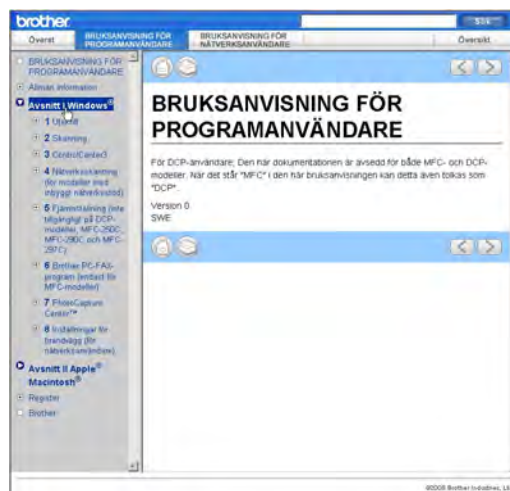 brother
Sök
Överst
BRUKSANVISNING FÖR
PROGRAMANVÄNDARE
BRUKSANVISNING FÖR
NÄTVERKSANVÄNDARE
Översikt
BRUKSANVISNING FÖR
PROGRAMANVÄNDARE
Allmän information
Avsnitt I Windows®
1 Utskrift
2 Skanning
3 ControlCenter3
4 Nätverksskanning
(för modeller med
inbyggt nätverksstöd)
5 Fjärrinställning (inte
tillgängligt på DCP-
modeller, MFC-250C,
MFC-290C och MFC-
297C)
6 Brother PC-FAX-
program (endast för
MFC-modeller)
7 PhotoCapture
Center™
8 Inställningar för
brandvägg (för
nätverksanvändare)
Avsnitt II Apple®
Macintosh®
Register
Brother
BRUKSANVISNING FÖR
PROGRAMANVÄNDARE
För DCP-användare; Den här dokumentationen är avsedd för både MFC- och DCP-
modeller. När det står "MFC" i den här bruksanvisningen kan detta även tolkas som
"DCP".
Version 0
SWE
©2008 Brother Industries, Ltd